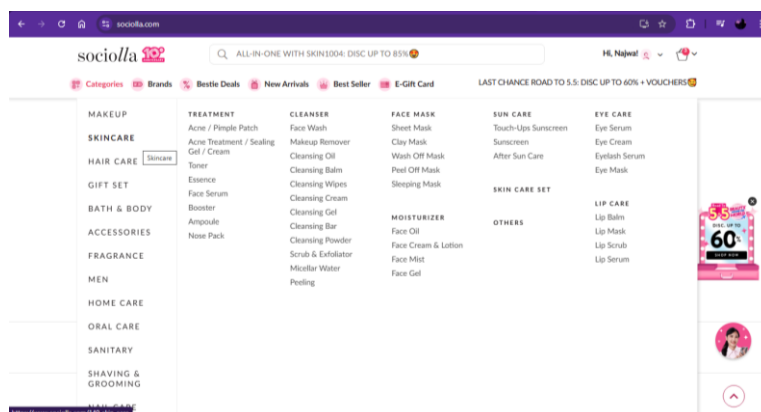 sociolla.com
sociolla
ALL-IN-ONE WITH SKIN1004: DISC UP TO 85%🥵
Hi, Najwa!
Categories
Brands
Bestie Deals
New Arrivals
Best Seller
E-Gift Card
LAST CHANCE ROAD TO 5.5: DISC UP TO 60% + VOUCHERS
MAKEUP
SKINCARE
Skincare
HAIR CARE
GIFT SET
BATH & BODY
ACCESSORIES
FRAGRANCE
MEN
HOME CARE
ORAL CARE
SANITARY
SHAVING &
GROOMING
NAIL CARE
TREATMENT
Acne / Pimple Patch
Acne Treatment / Sealing
Gel / Cream
Toner
Essence
Face Serum
Booster
Ampoule
Nose Pack
CLEANSER
Face Wash
Makeup Remover
Cleansing Oil
Cleansing Balm
Cleansing Wipes
Cleansing Cream
Cleansing Gel
Cleansing Bar
Cleansing Powder
Scrub & Exfoliator
Micellar Water
Peeling
FACE MASK
Sheet Mask
Clay Mask
Wash Off Mask
Peel Off Mask
Sleeping Mask
MOISTURIZER
Face Oil
Face Cream & Lotion
Face Mist
Face Gel
SUN CARE
Touch-Ups Sunscreen
Sunscreen
After Sun Care
SKIN CARE SET
OTHERS
EYE CARE
Eye Serum
Eye Cream
Eyelash Serum
Eye Mask
LIP CARE
Lip Balm
Lip Mask
Lip Scrub
Lip Serum
5.5
DISC. UP TO
60%
SHOP NOW